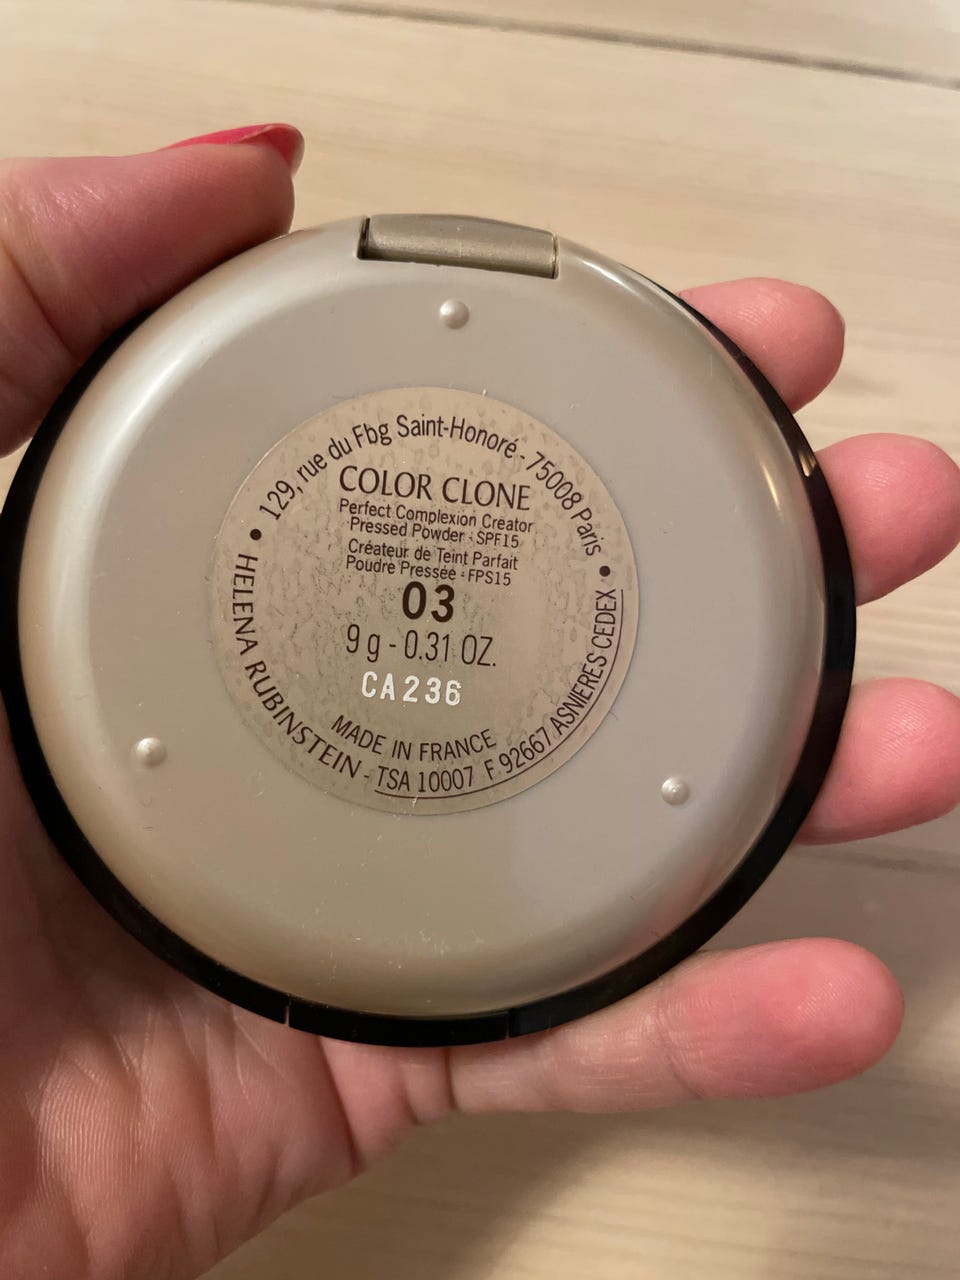 129, rue du Fbg Saint-Honoré - 75008 Paris
COLOR CLONE
Perfect Complexion Creator
Pressed Powder - SPF15
Créateur de Teint Parfait
Poudre Pressée - FPS15
03
9 g - 0.31 OZ.
CA236
MADE IN FRANCE
HELENA RUBINSTEIN - TSA 10007 F 92667 ASNIERES CEDEX